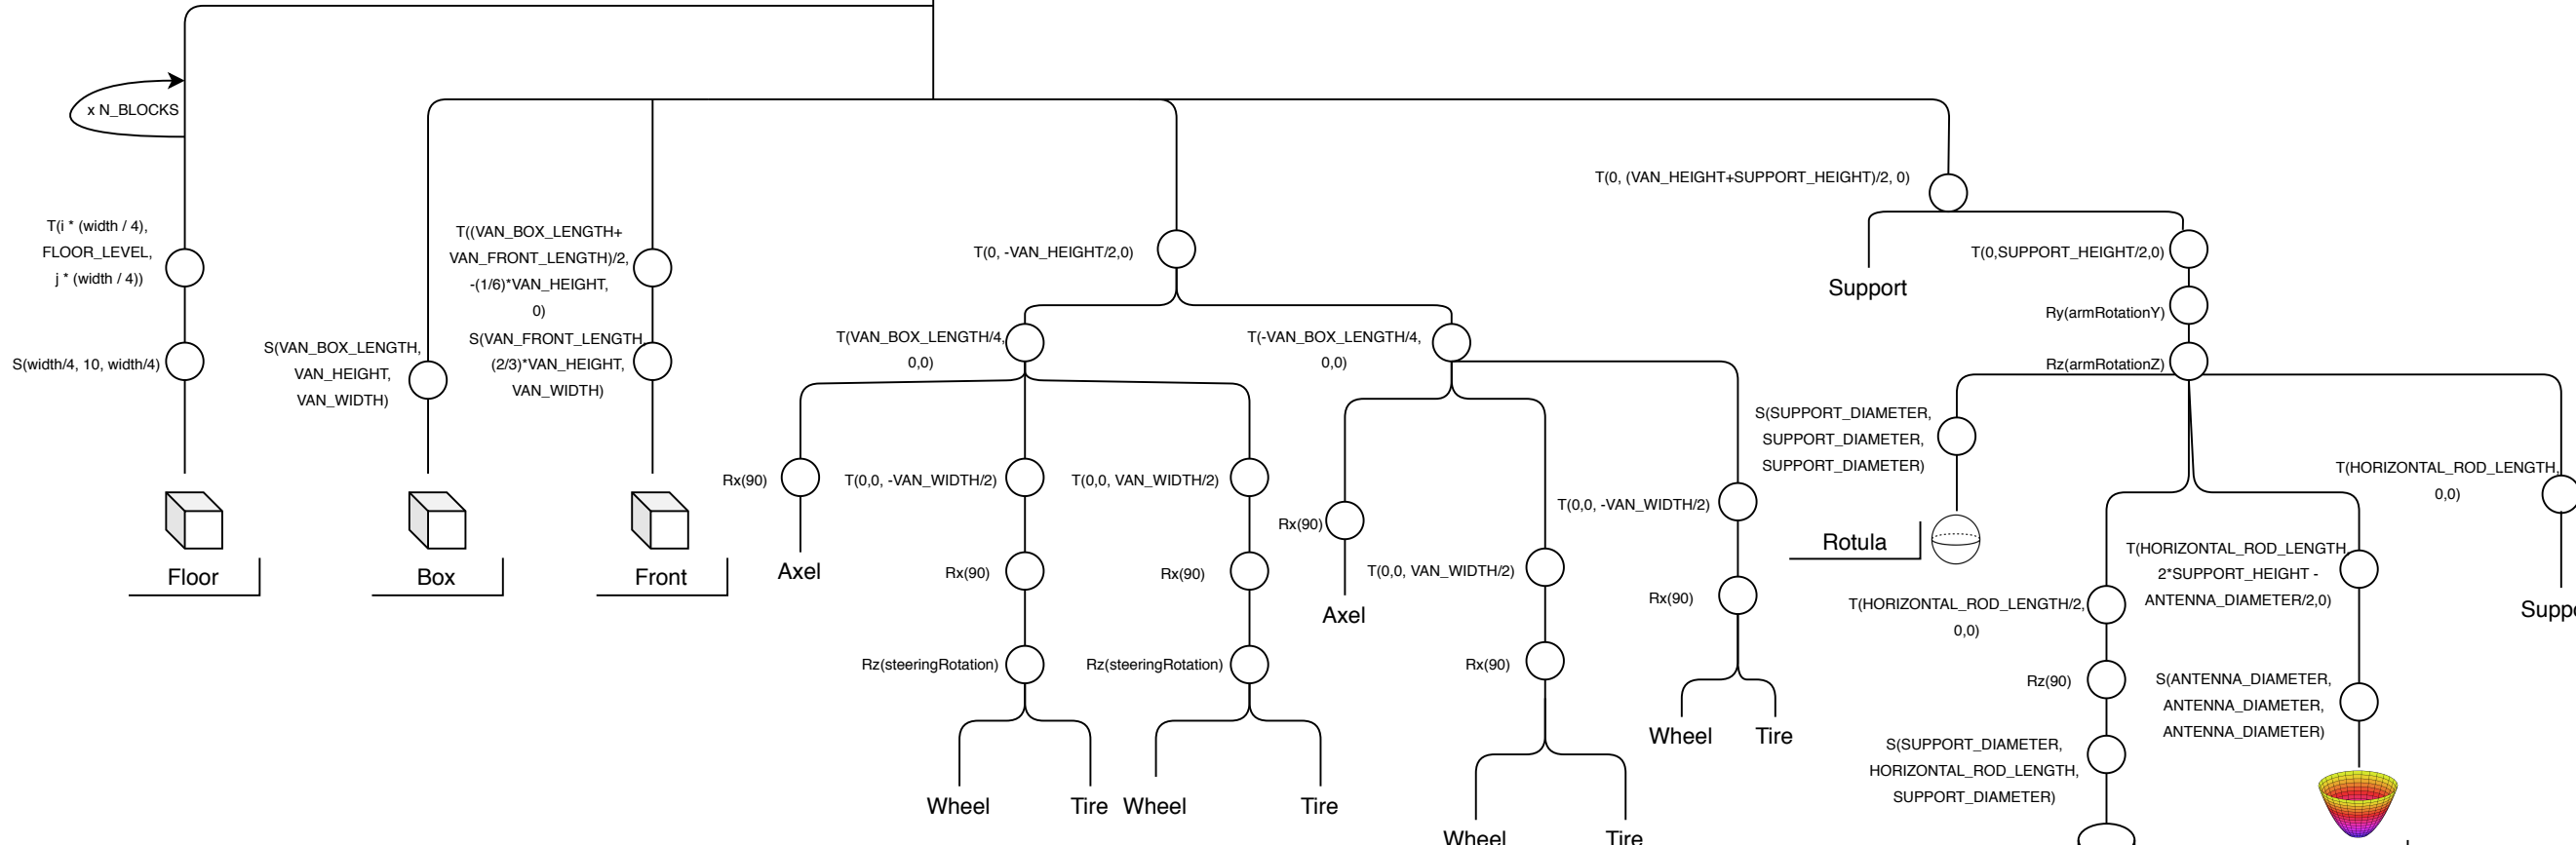 x N_BLOCKS
T(i * (width / 4),
FLOOR_LEVEL,
j * (width / 4))
S(width/4, 10, width/4)
Floor
S(VAN_BOX_LENGTH,
VAN_HEIGHT,
VAN_WIDTH)
Box
T((VAN_BOX_LENGTH+
VAN_FRONT_LENGTH)/2,
-(1/6)*VAN_HEIGHT,
0)
S(VAN_FRONT_LENGTH,
(2/3)*VAN_HEIGHT,
VAN_WIDTH)
Front
T(0, -VAN_HEIGHT/2,0)
T(VAN_BOX_LENGTH/4,
0,0)
Rx(90)
Axel
T(0,0, -VAN_WIDTH/2)
Rx(90)
Rz(steeringRotation)
Wheel
Tire
T(0,0, VAN_WIDTH/2)
Rx(90)
Rz(steeringRotation)
Wheel
Tire
T(-VAN_BOX_LENGTH/4,
0,0)
Rx(90)
Axel
T(0,0, VAN_WIDTH/2)
Rx(90)
Wheel
Tire
T(0,0, -VAN_WIDTH/2)
Rx(90)
Wheel
Tire
T(0, (VAN_HEIGHT+SUPPORT_HEIGHT)/2, 0)
Support
T(0,SUPPORT_HEIGHT/2,0)
Ry(armRotationY)
Rz(armRotationZ)
S(SUPPORT_DIAMETER,
SUPPORT_DIAMETER,
SUPPORT_DIAMETER)
Rotula
T(HORIZONTAL_ROD_LENGTH/2,
0,0)
Rz(90)
S(SUPPORT_DIAMETER,
HORIZONTAL_ROD_LENGTH,
SUPPORT_DIAMETER)
T(HORIZONTAL_ROD_LENGTH,
2*SUPPORT_HEIGHT -
ANTENNA_DIAMETER/2,0)
S(ANTENNA_DIAMETER,
ANTENNA_DIAMETER,
ANTENNA_DIAMETER)
T(HORIZONTAL_ROD_LENGTH,
0,0)